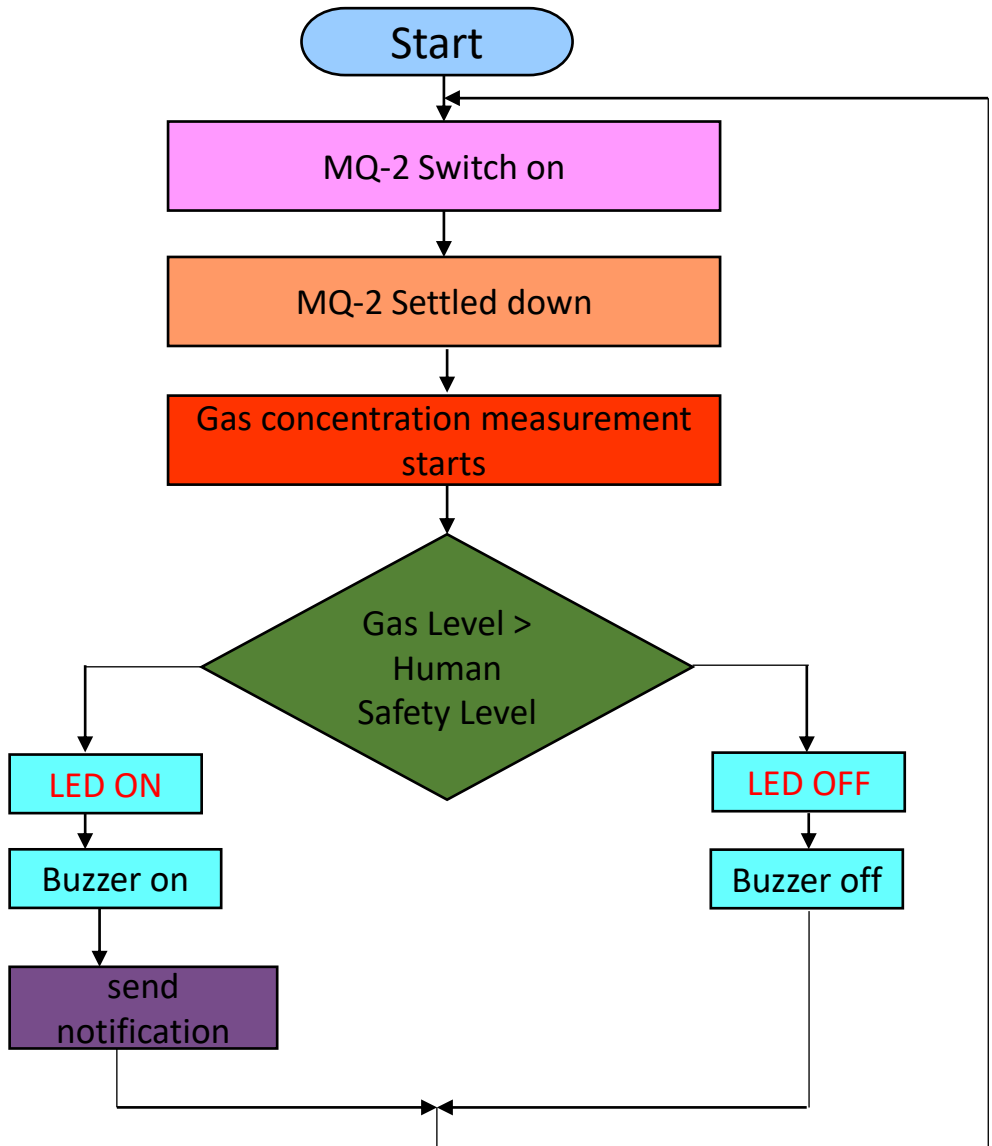 Start
MQ-2 Switch on
MQ-2 Settled down
Gas concentration measurement
starts
Gas Level >
Human
Safety Level
LED ON
LED OFF
Buzzer on
Buzzer off
send
notification